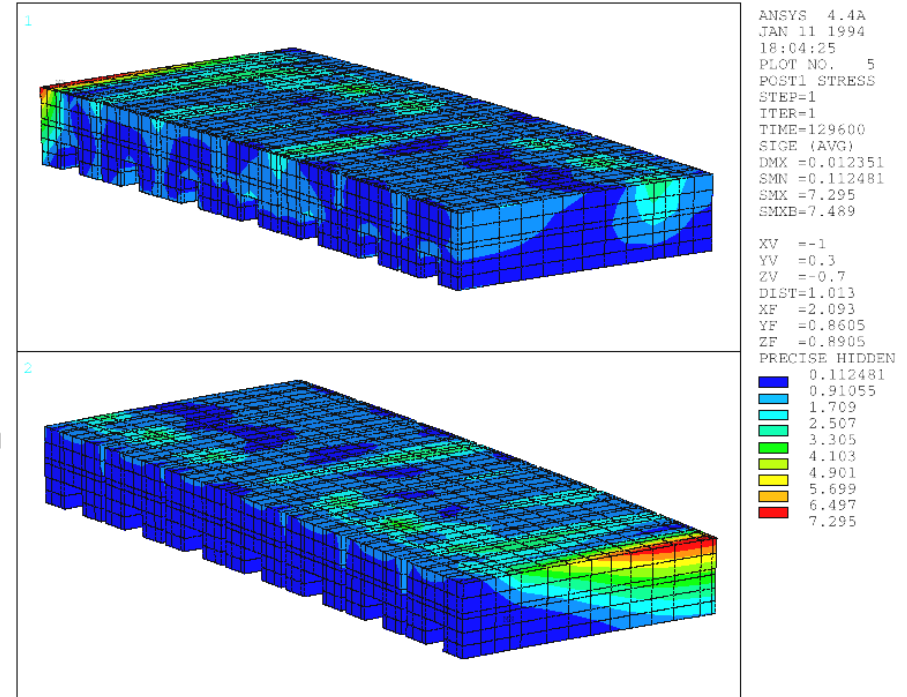 1
2
ANSYS 4.4A
JAN 11 1994
18:04:25
PLOT NO. 5
POST1 STRESS
STEP=1
ITER=1
TIME=129600
SIGE (AVG)
DMX =0.012351
SMN =0.112481
SMX =7.295
SMXB=7.489
XV =-1
YV =0.3
ZV =-0.7
DIST=1.013
XF =2.093
YF =0.8605
ZF =0.8905
PRECISE HIDDEN
0.112481
0.91055
1.709
2.507
3.305
4.103
4.901
5.699
6.497
7.295